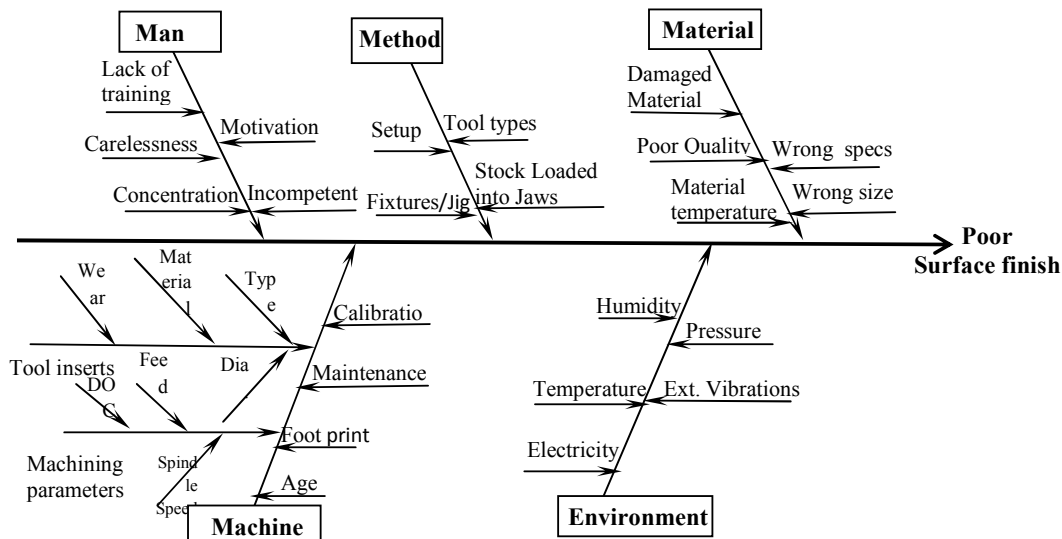 Man
Method
Material
Lack of
training
Motivation
Carelessness
Concentration
Incompetent
Setup
Tool types
Stock Loaded
into Jaws
Fixtures/Jig
Damaged
Material
Poor Quality
Wrong specs
Material
temperature
Wrong size
Poor
Surface finish
We
ar
Mat
eria
l
Typ
e
Calibratio
Tool inserts
DO
C
Fee
d
Dia
Maintenance
Foot print
Machining
parameters
Spind
le
Speed
Age
Machine
Humidity
Pressure
Temperature
Ext. Vibrations
Electricity
Environment